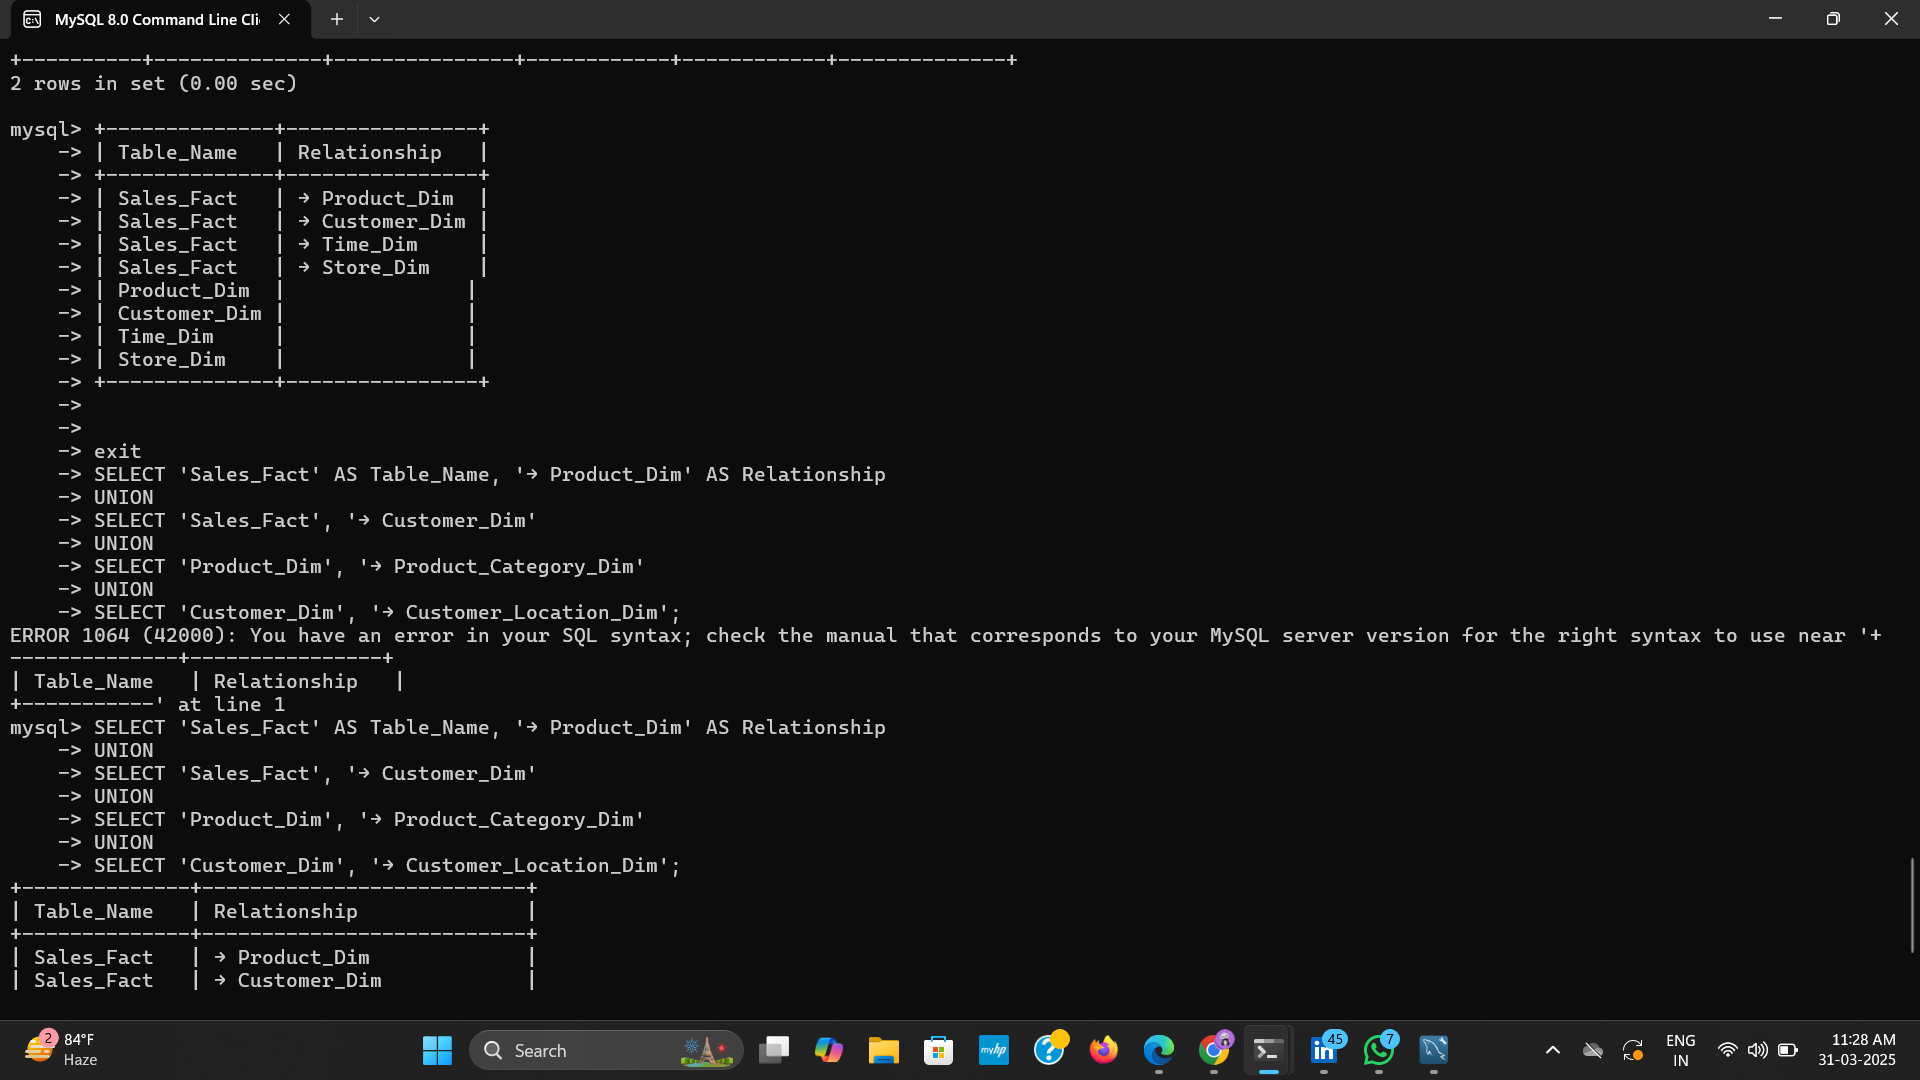 MySQL 8.0 Command Line Cli
+----------+--------------+---------------+------------+------------+--------------+
2 rows in set (0.00 sec)
mysql> +--------------+----------------+
    -> | Table_Name   | Relationship   |
    -> +--------------+----------------+
    -> | Sales_Fact   | → Product_Dim  |
    -> | Sales_Fact   | → Customer_Dim |
    -> | Sales_Fact   | → Time_Dim     |
    -> | Sales_Fact   | → Store_Dim    |
    -> | Product_Dim  |               |
    -> | Customer_Dim |               |
    -> | Time_Dim     |               |
    -> | Store_Dim    |               |
    -> +--------------+----------------+
    ->
    ->
    -> exit
    -> SELECT 'Sales_Fact' AS Table_Name, '→ Product_Dim' AS Relationship
    -> UNION
    -> SELECT 'Sales_Fact', '→ Customer_Dim'
    -> UNION
    -> SELECT 'Product_Dim', '→ Product_Category_Dim'
    -> UNION
    -> SELECT 'Customer_Dim', '→ Customer_Location_Dim';
ERROR 1064 (42000): You have an error in your SQL syntax; check the manual that corresponds to your MySQL server version for the right syntax to use near '+
--------------+----------------+
| Table_Name   | Relationship   |
+-----------' at line 1
mysql> SELECT 'Sales_Fact' AS Table_Name, '→ Product_Dim' AS Relationship
    -> UNION
    -> SELECT 'Sales_Fact', '→ Customer_Dim'
    -> UNION
    -> SELECT 'Product_Dim', '→ Product_Category_Dim'
    -> UNION
    -> SELECT 'Customer_Dim', '→ Customer_Location_Dim';
+--------------+---------------------------+
| Table_Name   | Relationship              |
+--------------+---------------------------+
| Sales_Fact   | → Product_Dim             |
| Sales_Fact   | → Customer_Dim            |
2
84°F
Haze
Search
myhp
45
7
ENG
IN
11:28 AM
31-03-2025